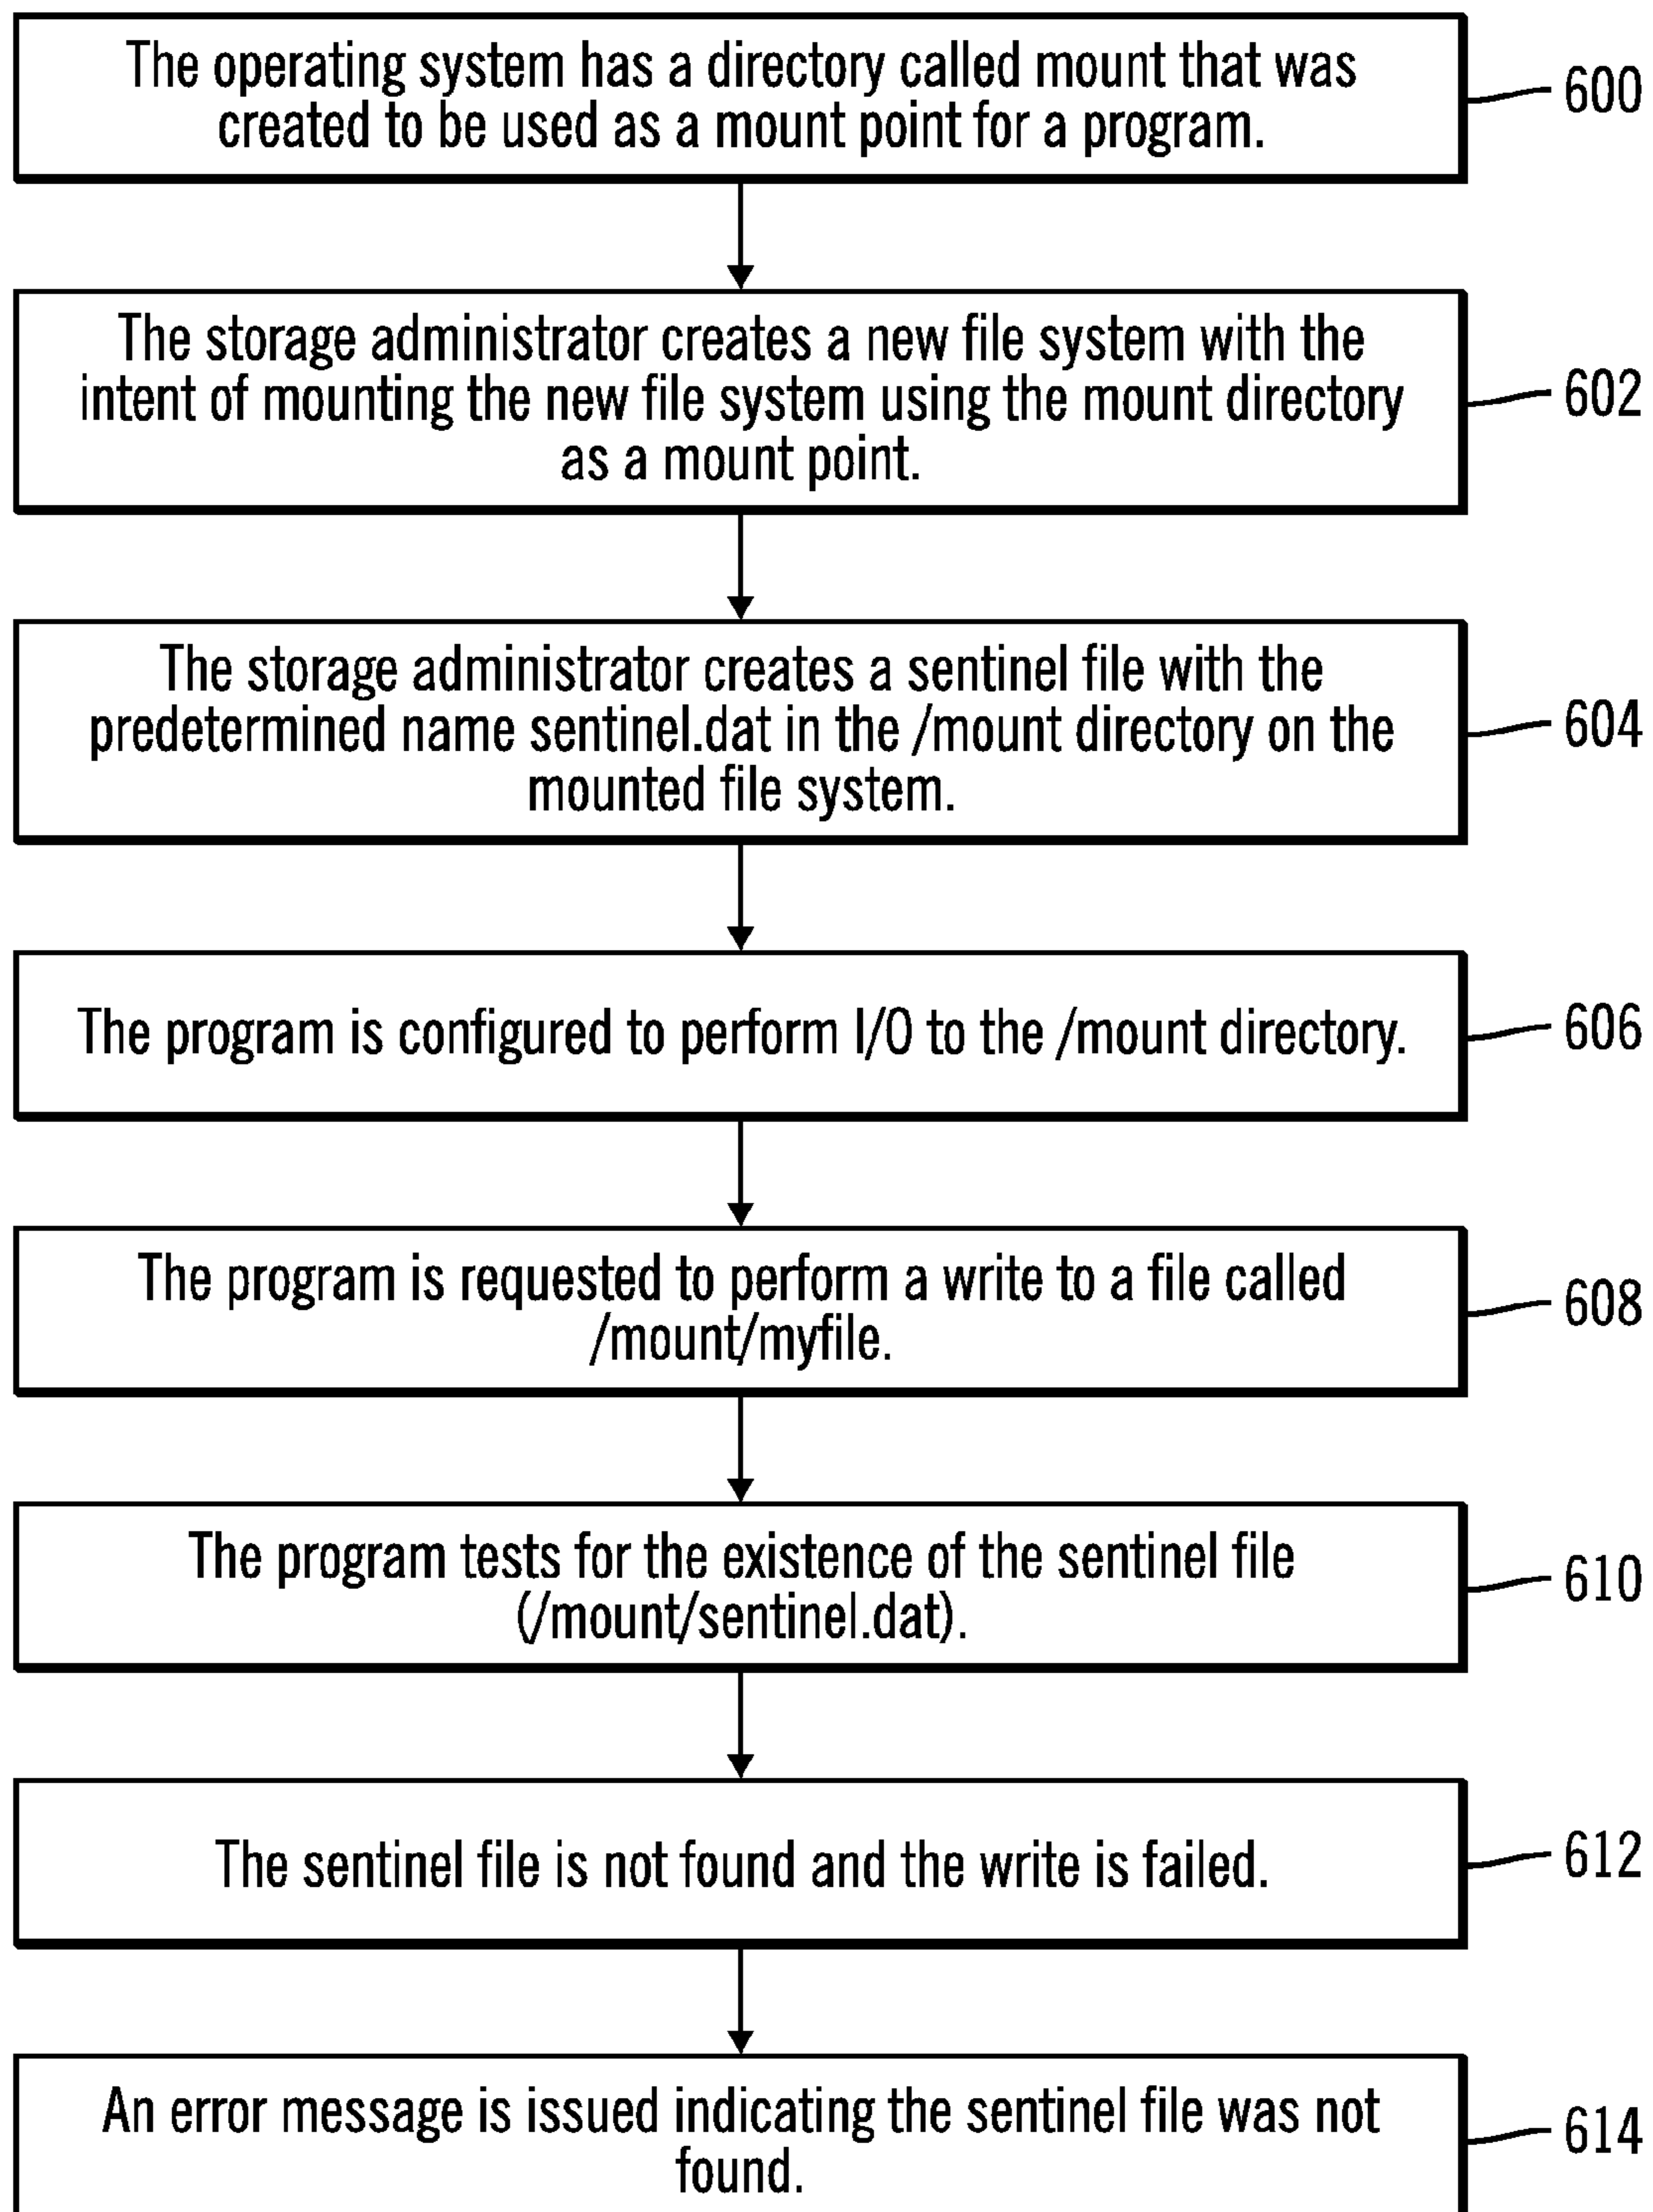 The operating system has a directory called mount that was
created to be used as a mount point for a program.
600
The storage administrator creates a new file system with the
intent of mounting the new file system using the mount directory
as a mount point.
602
The storage administrator creates a sentinel file with the
predetermined name sentinel.dat in the /mount directory on the
mounted file system.
604
The program is configured to perform I/O to the /mount directory.
606
The program is requested to perform a write to a file called
/mount/myfile.
608
The program tests for the existence of the sentinel file
(/mount/sentinel.dat).
610
The sentinel file is not found and the write is failed.
612
An error message is issued indicating the sentinel file was not
found.
614